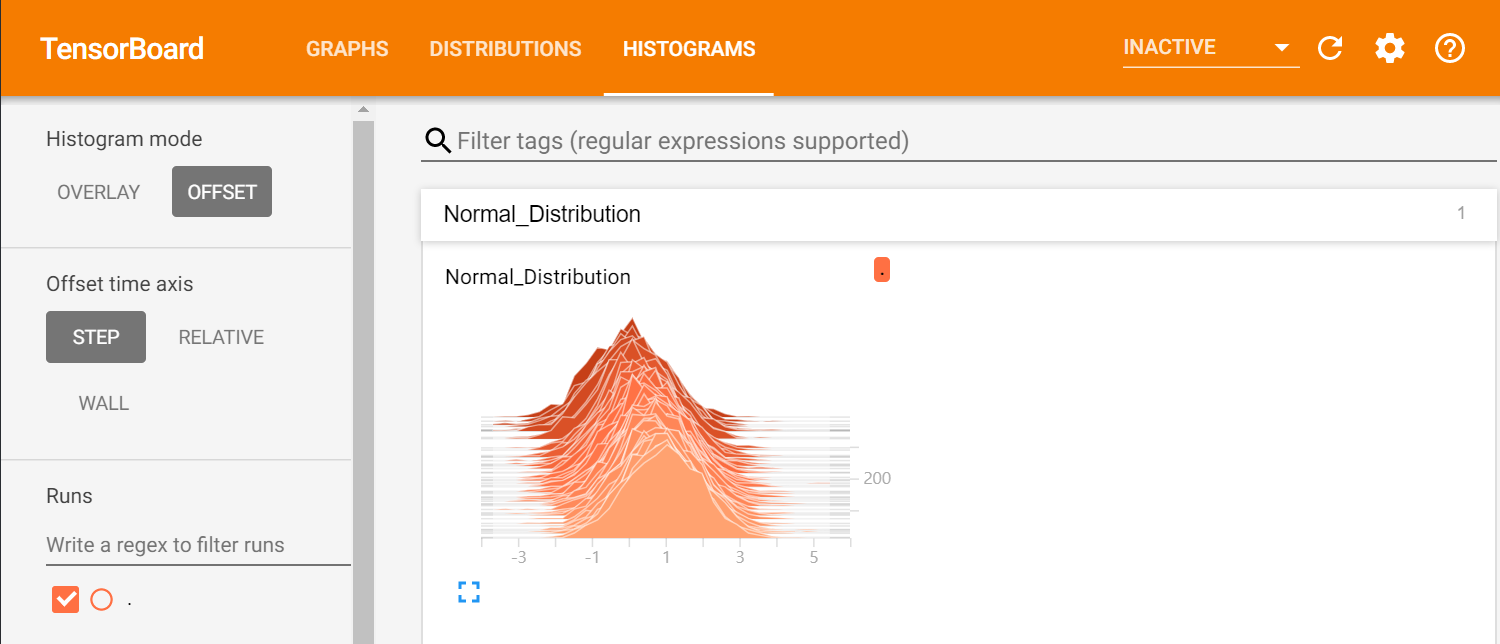 TensorBoard GRAPHS DISTRIBUTIONS HISTOGRAMS INACTIVE
Histogram mode
OVERLAY OFFSET
Offset time axis
STEP RELATIVE
WALL
Runs
Write a regex to filter runs
.
Filter tags (regular expressions supported)
Normal_Distribution 1
Normal_Distribution .
200
-3 -1 1 3 5